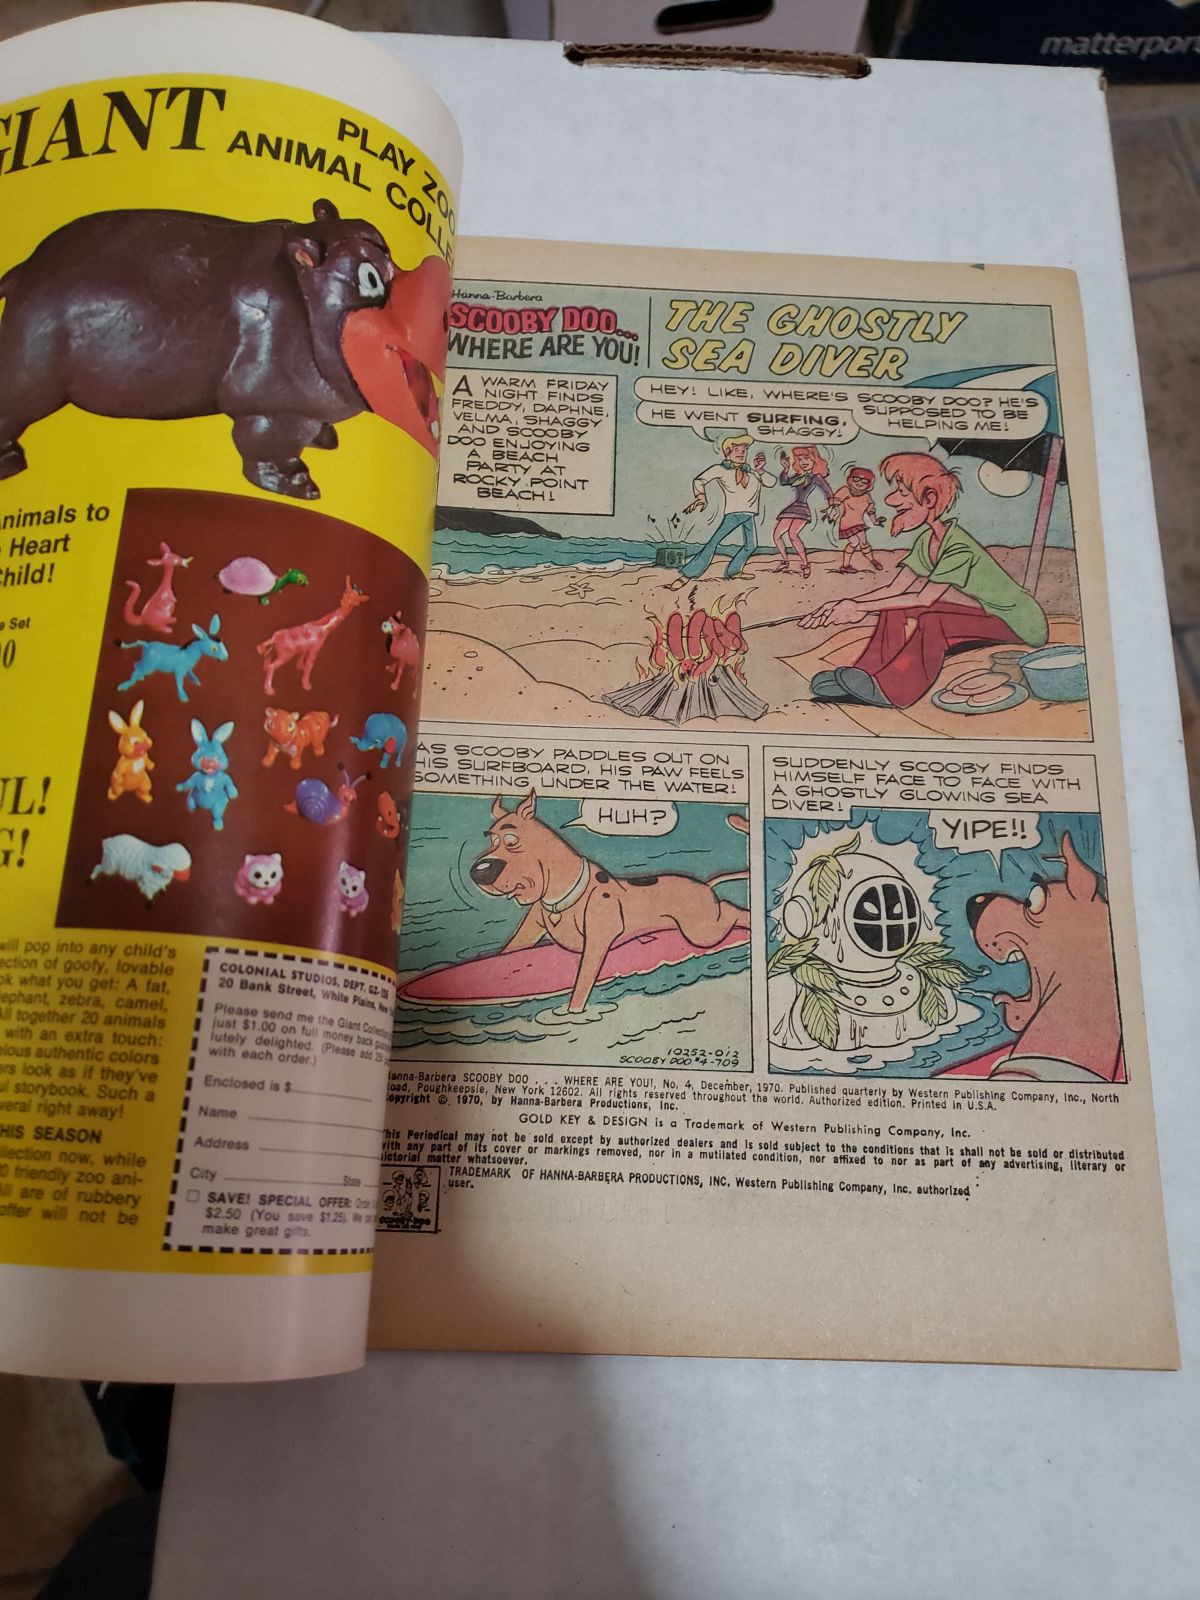 GIANT
PLAY ZOO
ANIMAL COLLE
Animals to
Heart
Child!
Set
UL!
G!
will pop into any child's
ection of goofy, lovable
ok what you get: A fat,
lephant, zebra, camel,
All together 20 animals
with an extra touch:
ious authentic colors
ers look as if they've
ul storybook. Such a
veral right away!
HIS SEASON
llection now, while
0 friendly zoo ani-
All are of rubbery
offer will not be
COLONIAL STUDIOS, DEPT. GZ-
20 Bank Street, White Plains, New
Please send me the Giant Collection
just $1.00 on full money back
lutely delighted. (Please add 25¢
with each order.)
Enclosed is $
Name
Address
City State
SAVE! SPECIAL OFFER: Order
$2.50 (You save $1.25).
make great gifts.
matterpor
Hanna-Barbera
SCOOBY DOO...
WHERE ARE YOU!
THE GHOSTLY
SEA DIVER
A WARM FRIDAY
NIGHT FINDS
FREDDY, DAPHNE,
VELMA, SHAGGY
AND SCOOBY
DOO ENJOYING
A BEACH
PARTY AT
ROCKY POINT
BEACH!
HEY! LIKE, WHERE'S SCOOBY DOO? HE'S
SUPPOSED TO BE
HELPING ME!
HE WENT SURFING,
SHAGGY!
AS SCOOBY PADDLES OUT ON
HIS SURFBOARD, HIS PAW FEELS
SOMETHING UNDER THE WATER!
HUH?
10252-012
SCOOBY DOO #4-709
SUDDENLY SCOOBY FINDS
HIMSELF FACE TO FACE WITH
A GHOSTLY GLOWING SEA
DIVER!
YIPE!!
Hanna-Barbera SCOOBY DOO . . . WHERE ARE YOU!, No. 4, December, 1970. Published quarterly by Western Publishing Company, Inc., North
Road, Poughkeepsie, New York 12602. All rights reserved throughout the world. Authorized edition. Printed in U.S.A.
Copyright © 1970, by Hanna-Barbera Productions, Inc.
GOLD KEY & DESIGN is a Trademark of Western Publishing Company, Inc.
This Periodical may not be sold except by authorized dealers and is sold subject to the conditions that is shall not be sold or distributed
with any part of its cover or markings removed, nor in a mutilated condition, nor affixed to nor as part of any advertising, literary or
pictorial matter whatsoever.
TRADEMARK OF HANNA-BARBERA PRODUCTIONS, INC. Western Publishing Company, Inc. authorized
user.
SCOOBY-DOO